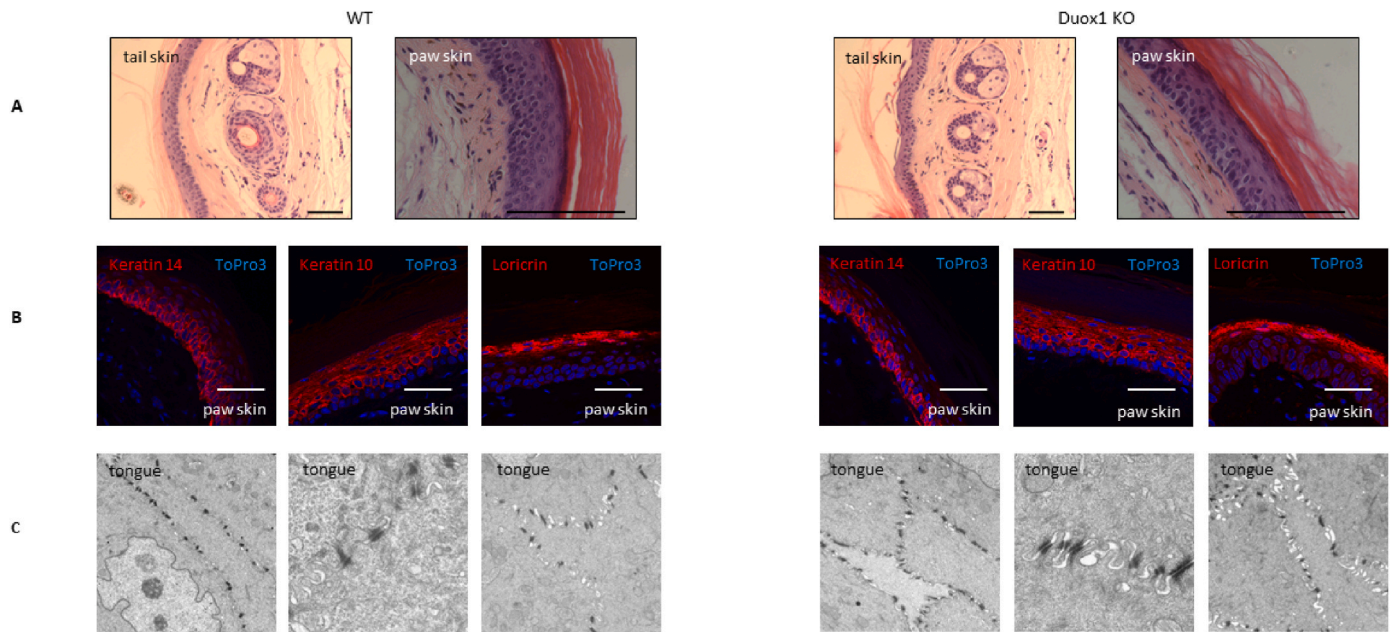 WT Duox1 KO
A tail skin paw skin tail skin paw skin
Keratin 14 ToPro3 Keratin 10 ToPro3 Loricrin ToPro3 Keratin 14 ToPro3 Keratin 10 ToPro3 Loricrin ToPro3
B
paw skin paw skin paw skin paw skin paw skin paw skin
tongue tongue tongue tongue tongue tongue
C